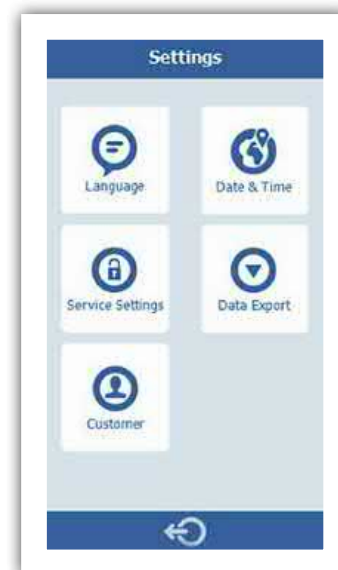 Settings
Language
Date & Time
Service Settings
Data Export
Customer